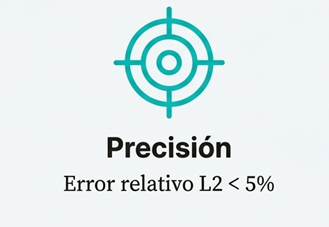 Precisión
Error relativo L2 < 5%